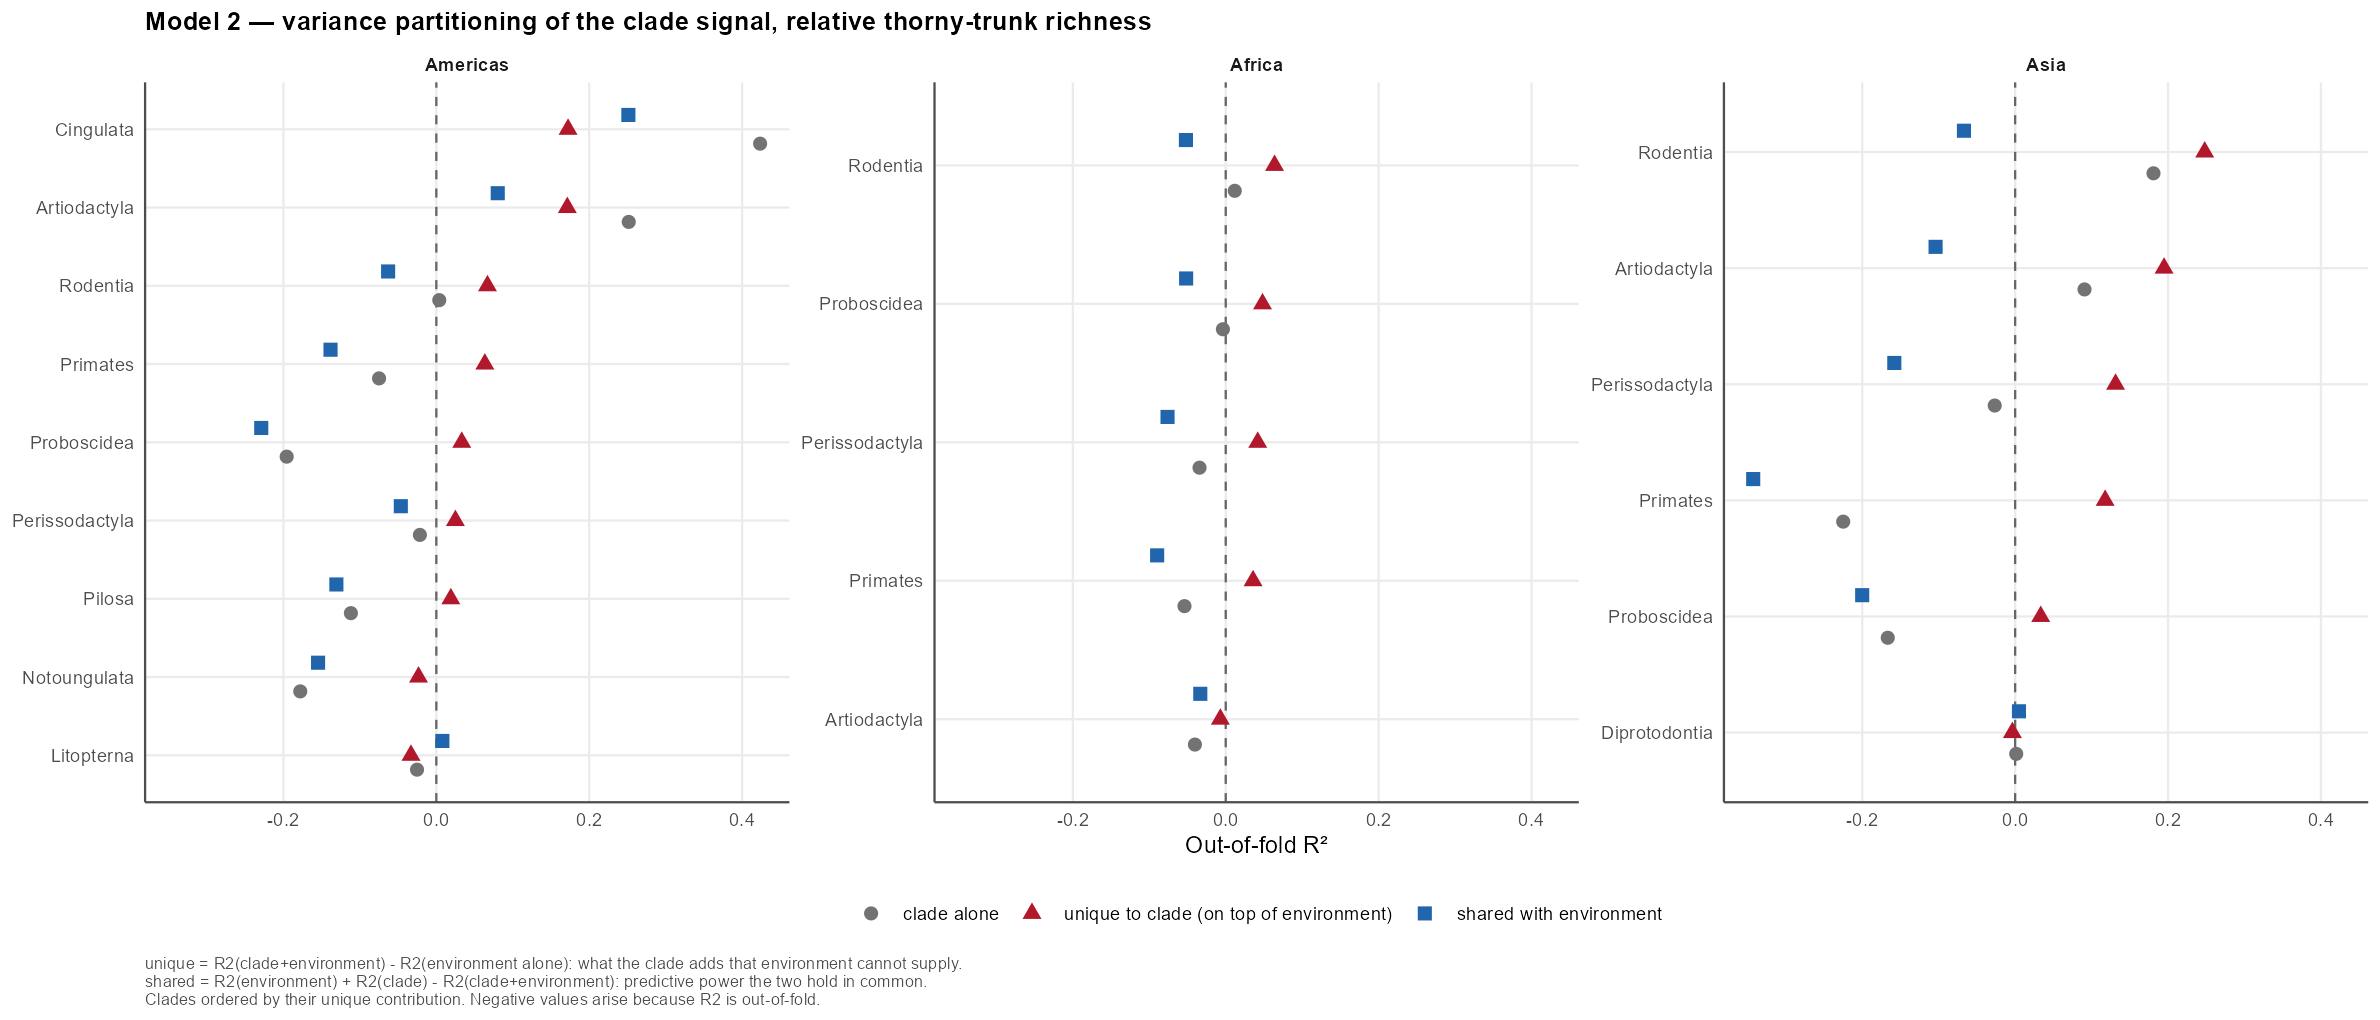 Model 2 — variance partitioning of the clade signal, relative thorny-trunk richness
Americas
Cingulata
Artiodactyla
Rodentia
Primates
Proboscidea
Perissodactyla
Pilosa
Notoungulata
Litopterna
-0.2 0.0 0.2 0.4
Africa
Rodentia
Proboscidea
Perissodactyla
Primates
Artiodactyla
-0.2 0.0 0.2 0.4
Asia
Rodentia
Artiodactyla
Perissodactyla
Primates
Proboscidea
Diprotodontia
-0.2 0.0 0.2 0.4
Out-of-fold R²
clade alone unique to clade (on top of environment) shared with environment
unique = R2(clade+environment) - R2(environment alone): what the clade adds that environment cannot supply.
shared = R2(environment) + R2(clade) - R2(clade+environment): predictive power the two hold in common.
Clades ordered by their unique contribution. Negative values arise because R2 is out-of-fold.